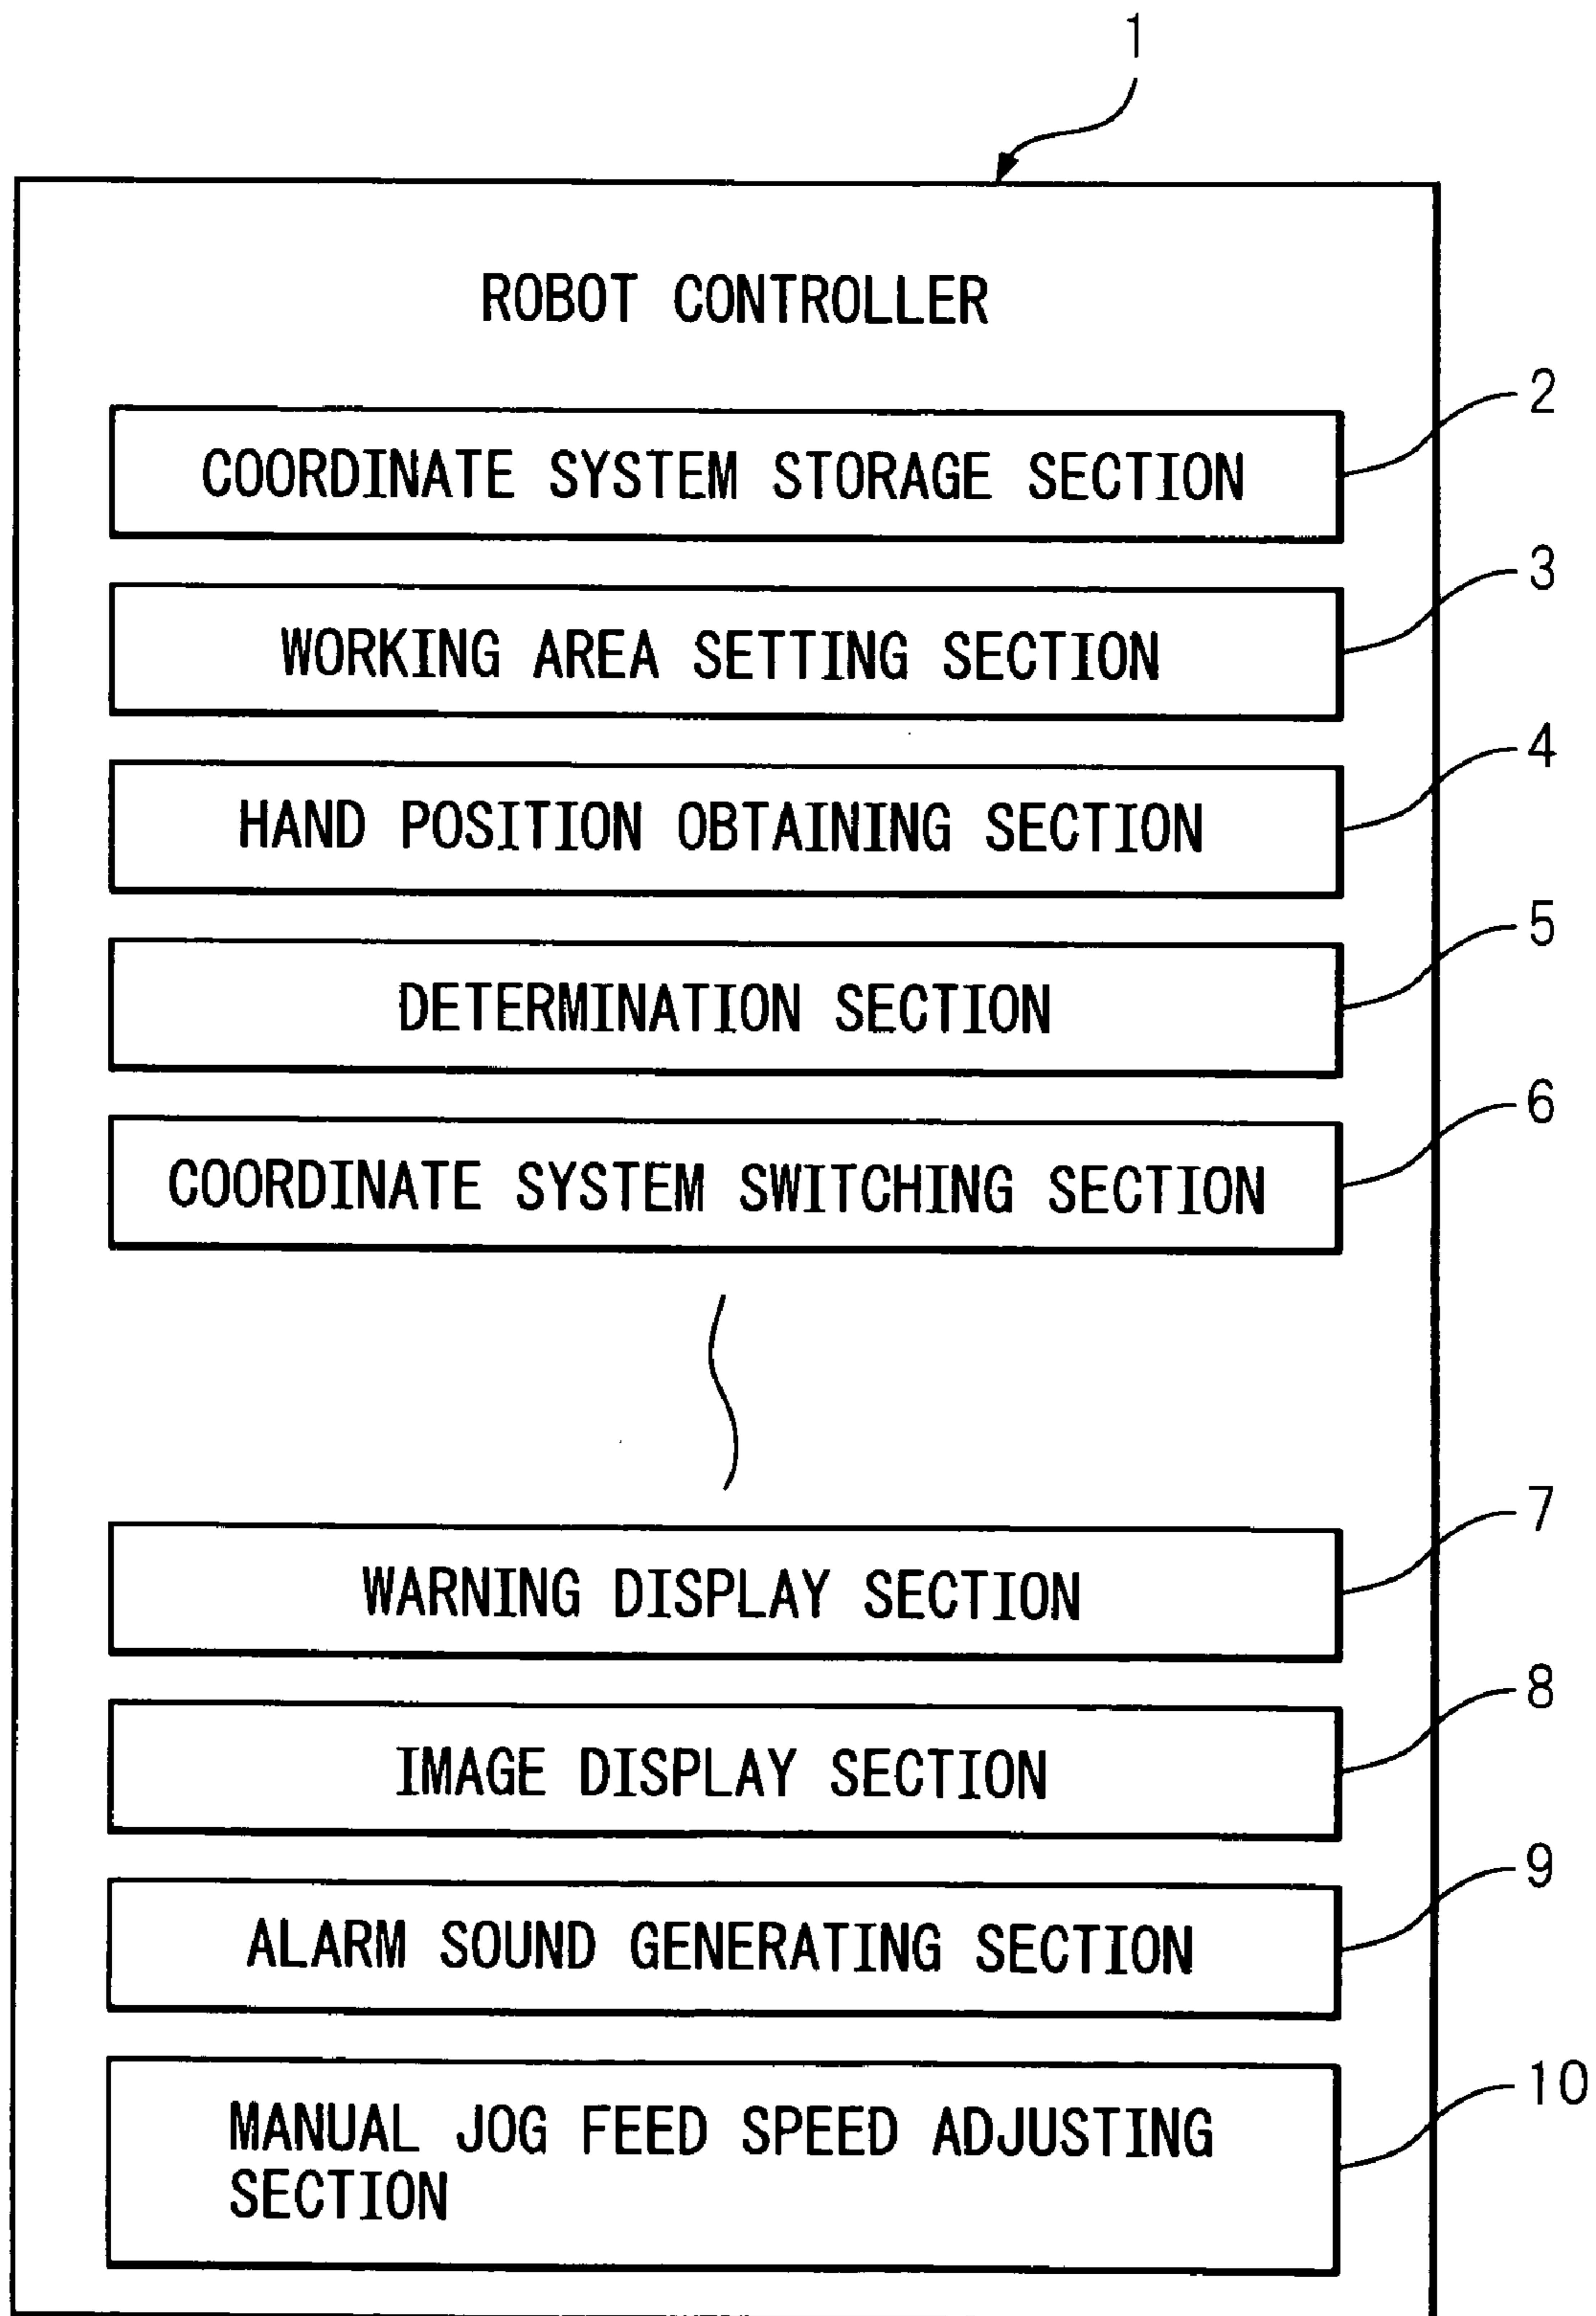 1
ROBOT CONTROLLER
2
COORDINATE SYSTEM STORAGE SECTION
3
WORKING AREA SETTING SECTION
4
HAND POSITION OBTAINING SECTION
5
DETERMINATION SECTION
6
COORDINATE SYSTEM SWITCHING SECTION
7
WARNING DISPLAY SECTION
8
IMAGE DISPLAY SECTION
9
ALARM SOUND GENERATING SECTION
10
MANUAL JOG FEED SPEED ADJUSTING
SECTION